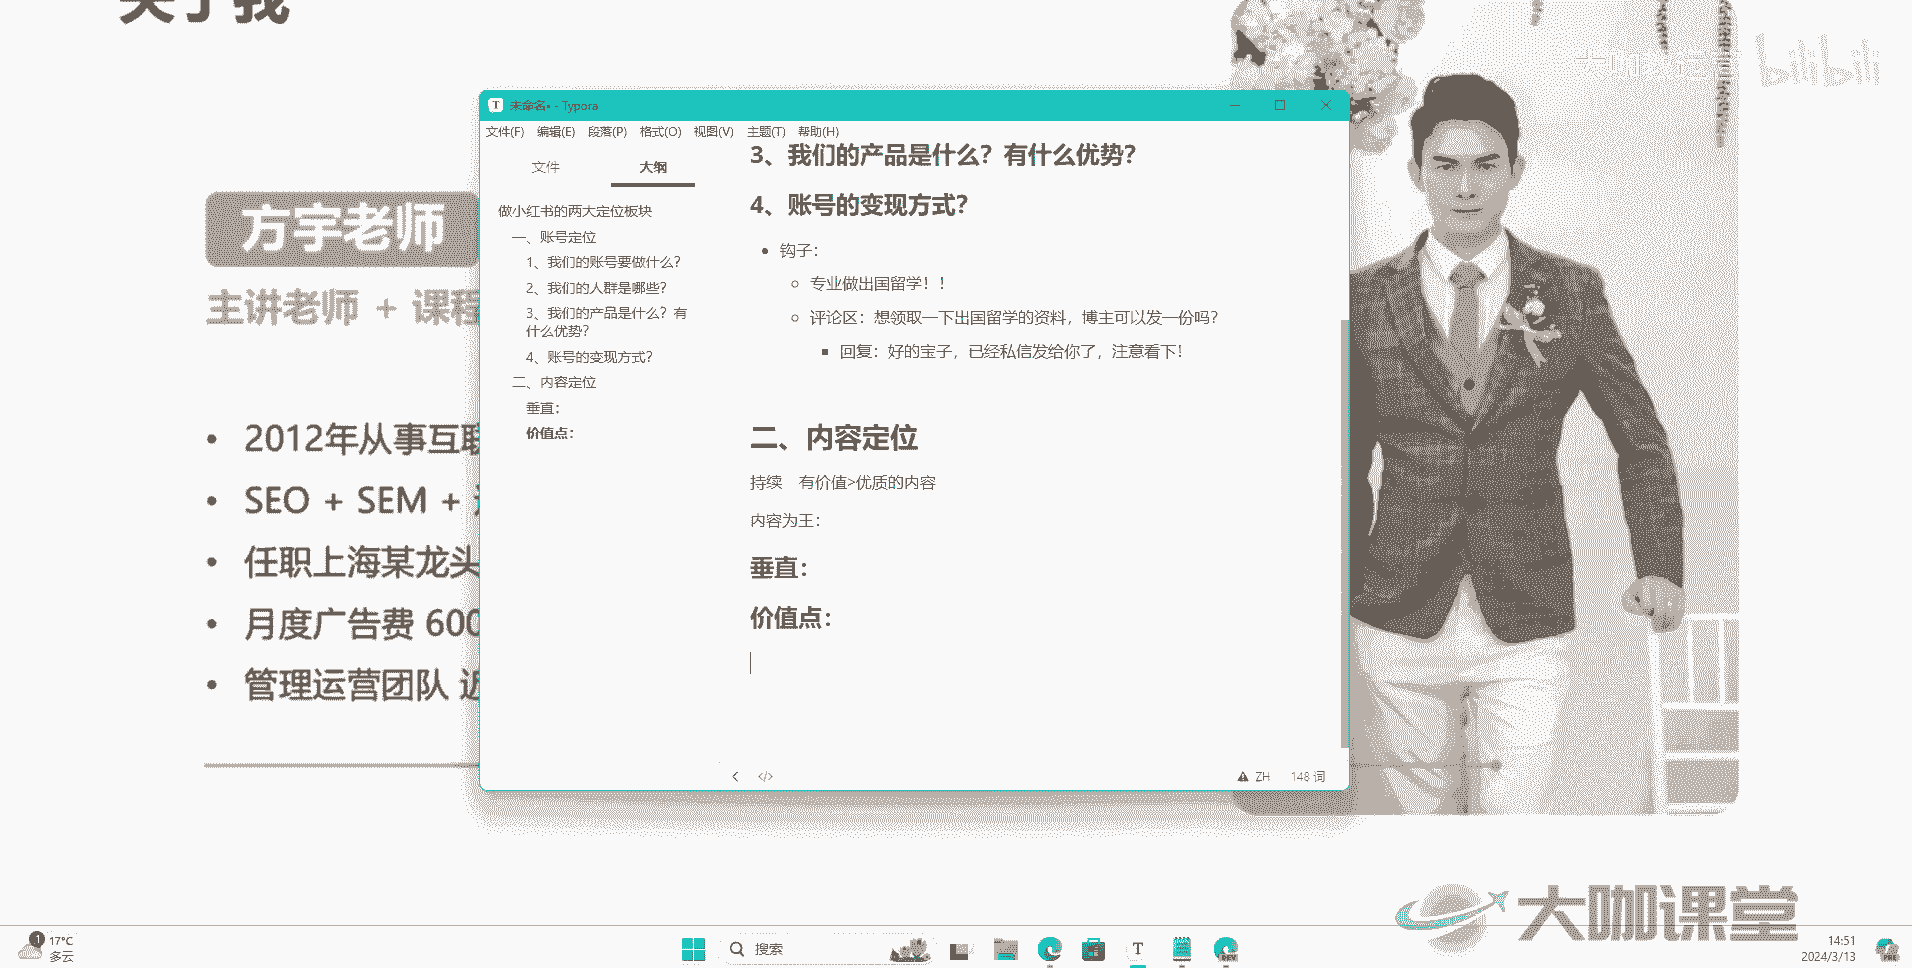 关于我
大咖教运营 bilibili
方宇老师
主讲老师 + 课程
2012年从事互联
SEO + SEM +
任职上海某龙头
月度广告费 600
管理运营团队 近
未命名• - Typora
文件(F) 编辑(E) 段落(P) 格式(O) 视图(V) 主题(T) 帮助(H)
文件 大纲
做小红书的两大定位板块
一、账号定位
1、我们的账号要做什么？
2、我们的人群是哪些？
3、我们的产品是什么？有
什么优势？
4、账号的变现方式？
二、内容定位
垂直：
价值点：
3、我们的产品是什么？有什么优势？
4、账号的变现方式？
钩子：
专业做出国留学！！
评论区：想领取一下出国留学的资料，博主可以发一份吗？
回复：好的宝子，已经私信发给你了，注意看下！
二、内容定位
持续 有价值>优质的内容
内容为王：
垂直：
价值点：
ZH 148 词
大咖课堂
1
17°C
多云
搜索
T
DEV
14:51
2024/3/13
PRE